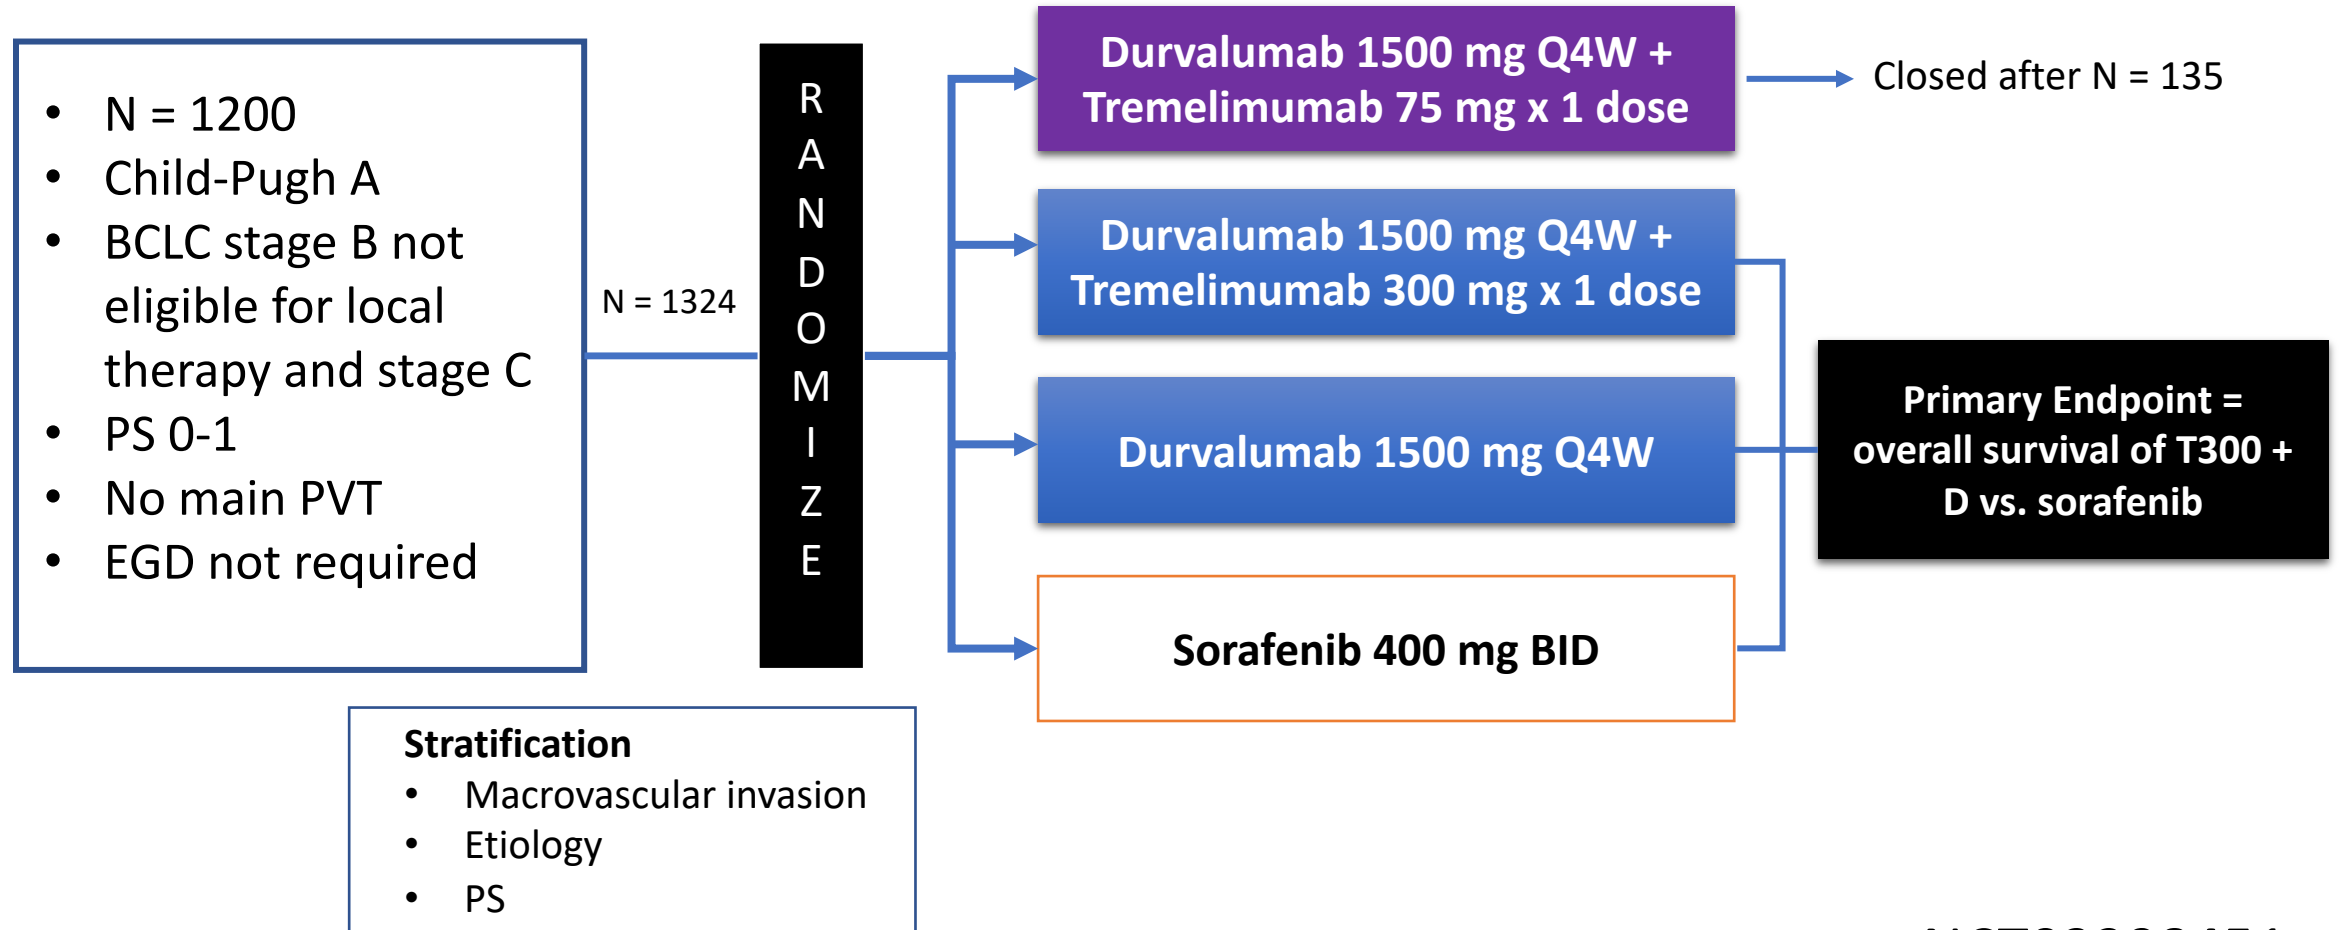 • N = 1200
• Child-Pugh A
• BCLC stage B not
eligible for local
therapy and stage C
• PS 0-1
• No main PVT
• EGD not required
N = 1324
R
A
N
D
O
M
I
Z
E
Durvalumab 1500 mg Q4W +
Tremelimumab 75 mg x 1 dose
Closed after N = 135
Durvalumab 1500 mg Q4W +
Tremelimumab 300 mg x 1 dose
Durvalumab 1500 mg Q4W
Sorafenib 400 mg BID
Primary Endpoint =
overall survival of T300 +
D vs. sorafenib
Stratification
• Macrovascular invasion
• Etiology
• PS